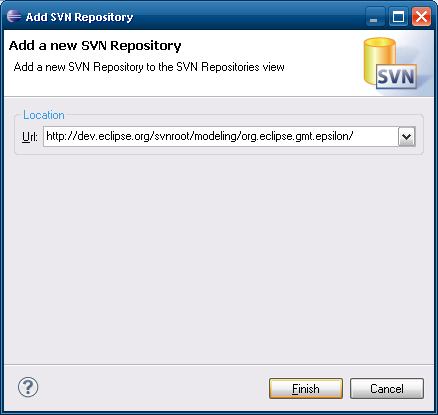 Add SVN Repository
Add a new SVN Repository
Add a new SVN Repository to the SVN Repositories view
SVN
Location
Url: http://dev.eclipse.org/svnroot/modeling/org.eclipse.gmt.epsilon/
?
Finish Cancel